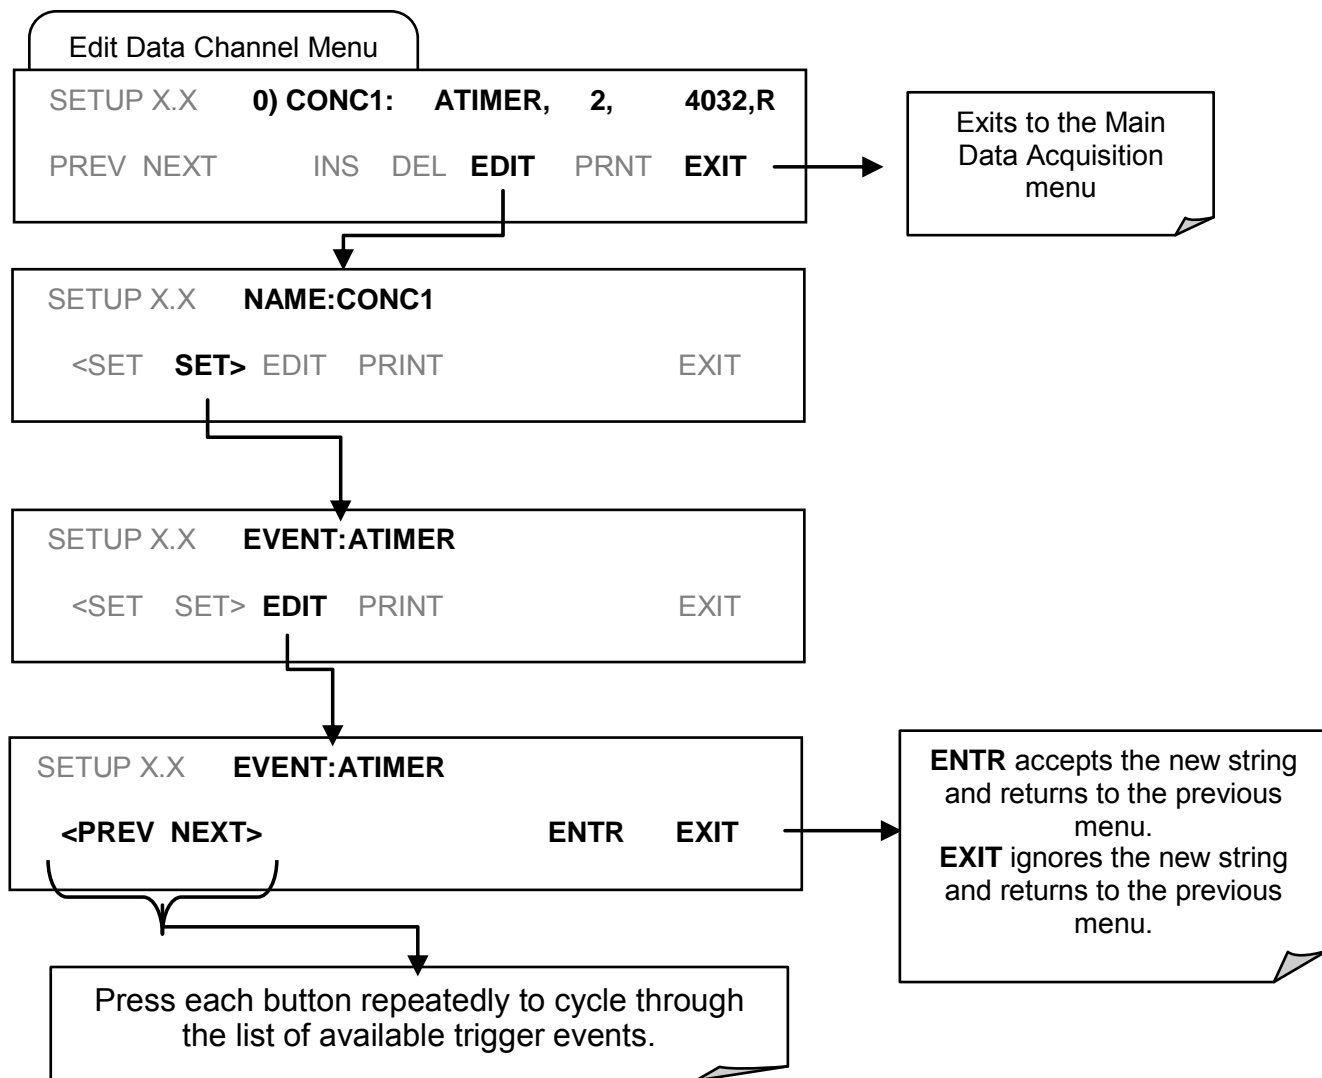 Edit Data Channel Menu
SETUP X.X 0) CONC1: ATIMER, 2, 4032,R
PREV NEXT INS DEL EDIT PRNT EXIT
Exits to the Main
Data Acquisition
menu
SETUP X.X NAME:CONC1
<SET SET> EDIT PRINT EXIT
SETUP X.X EVENT:ATIMER
<SET SET> EDIT PRINT EXIT
SETUP X.X EVENT:ATIMER
<PREV NEXT> ENTR EXIT
ENTR accepts the new string
and returns to the previous
menu.
EXIT ignores the new string
and returns to the previous
menu.
Press each button repeatedly to cycle through
the list of available trigger events.